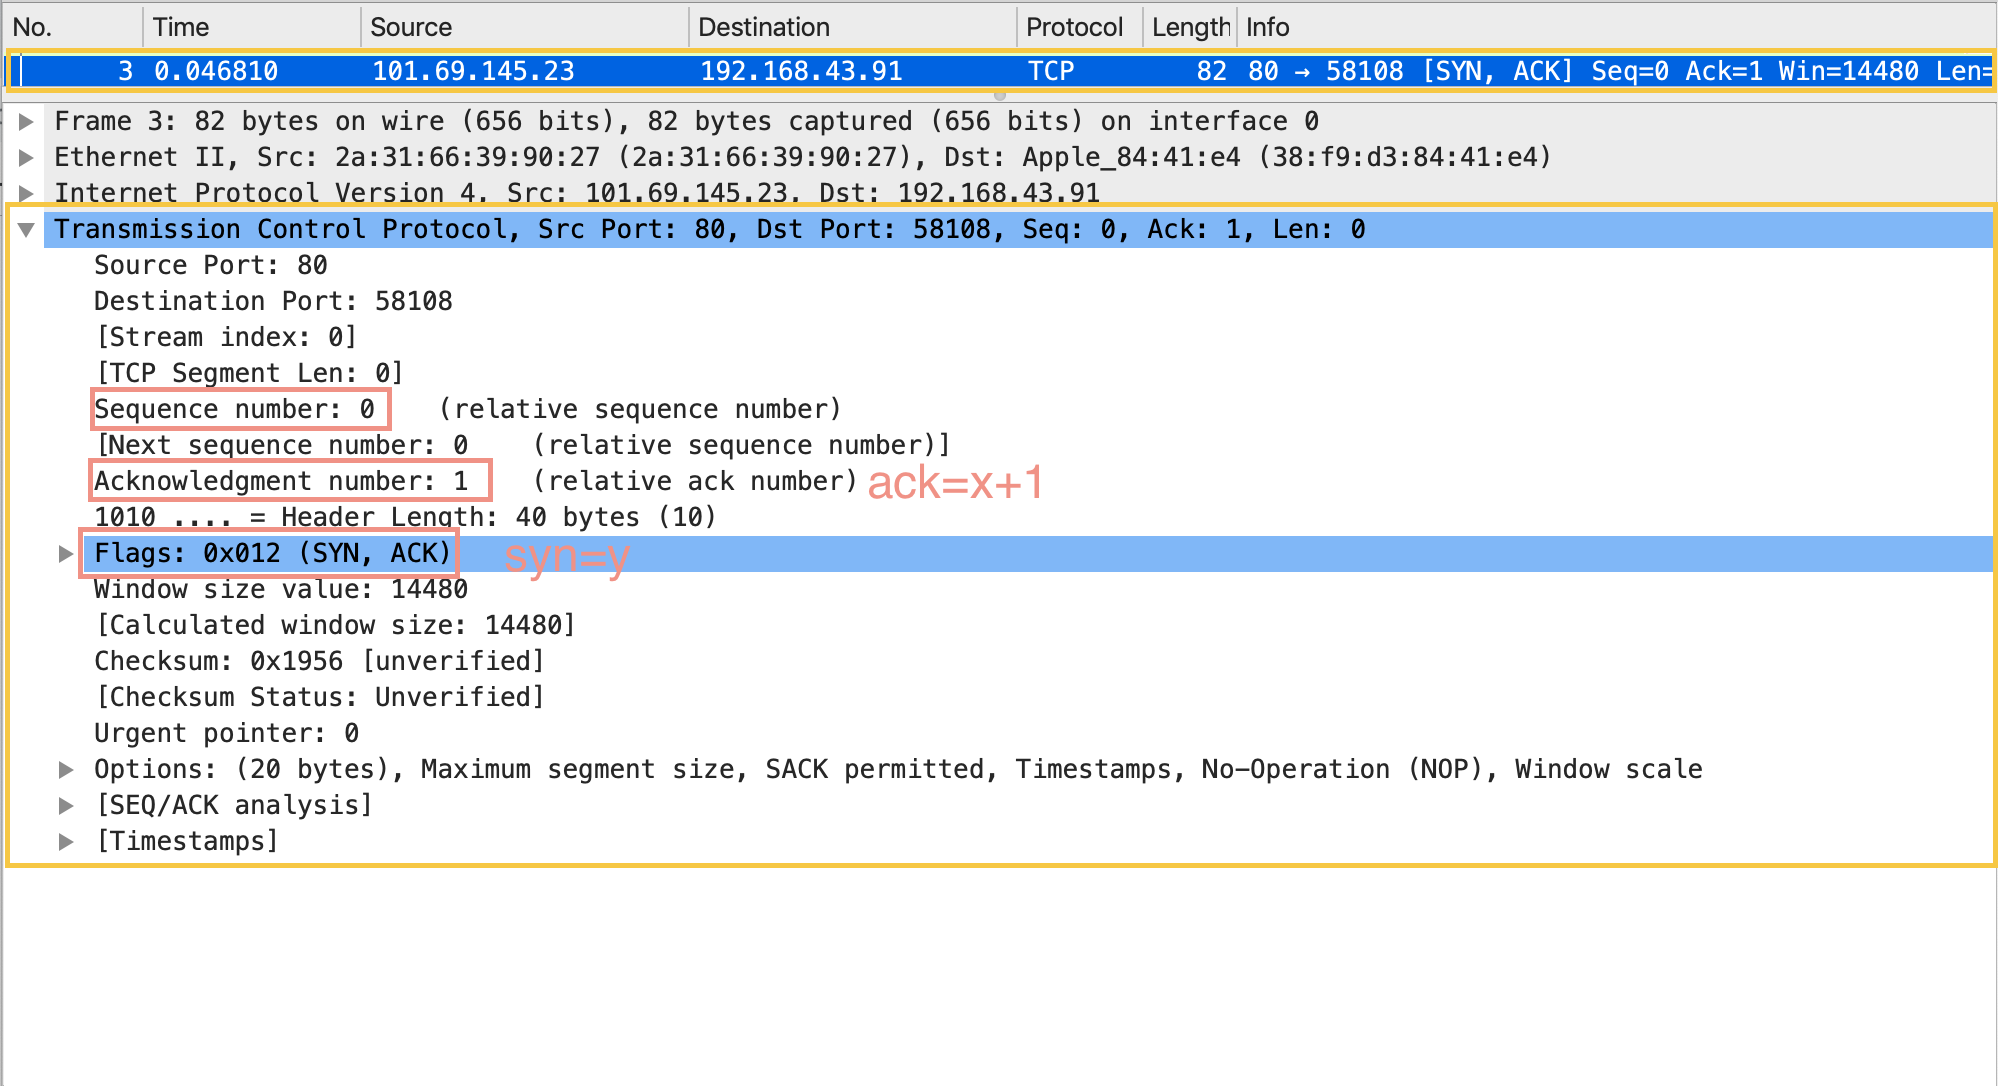 No. Time Source Destination Protocol Length Info
3 0.046810 101.69.145.23 192.168.43.91 TCP 82 80 → 58108 [SYN, ACK] Seq=0 Ack=1 Win=14480 Len=
Frame 3: 82 bytes on wire (656 bits), 82 bytes captured (656 bits) on interface 0
Ethernet II, Src: 2a:31:66:39:90:27 (2a:31:66:39:90:27), Dst: Apple_84:41:e4 (38:f9:d3:84:41:e4)
Internet Protocol Version 4, Src: 101.69.145.23, Dst: 192.168.43.91
Transmission Control Protocol, Src Port: 80, Dst Port: 58108, Seq: 0, Ack: 1, Len: 0
Source Port: 80
Destination Port: 58108
[Stream index: 0]
[TCP Segment Len: 0]
Sequence number: 0 (relative sequence number)
[Next sequence number: 0 (relative sequence number)]
Acknowledgment number: 1 (relative ack number) ack=x+1
1010 .... = Header Length: 40 bytes (10)
Flags: 0x012 (SYN, ACK) syn=y
Window size value: 14480
[Calculated window size: 14480]
Checksum: 0x1956 [unverified]
[Checksum Status: Unverified]
Urgent pointer: 0
Options: (20 bytes), Maximum segment size, SACK permitted, Timestamps, No-Operation (NOP), Window scale
[SEQ/ACK analysis]
[Timestamps]